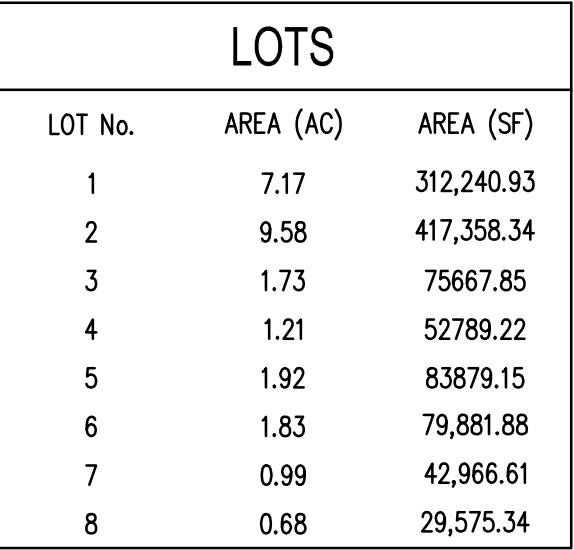 LOTS
LOT No. AREA (AC) AREA (SF)
1 7.17 312,240.93
2 9.58 417,358.34
3 1.73 75667.85
4 1.21 52789.22
5 1.92 83879.15
6 1.83 79,881.88
7 0.99 42,966.61
8 0.68 29,575.34